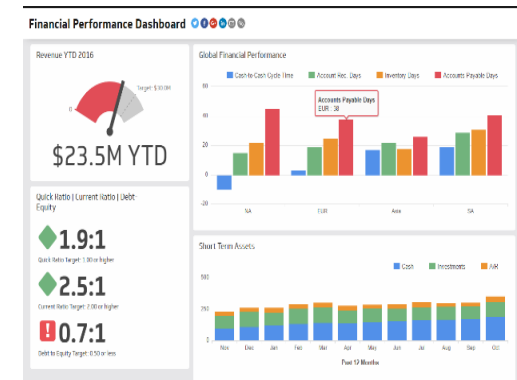 Financial Performance Dashboard
Revenue YTD 2016
Target: $30.0M
0
$23.5M YTD
Quick Ratio | Current Ratio | Debt-
Equity
1.9:1
Quick Ratio Target: 1.00 or higher
2.5:1
Current Ratio Target: 2.00 or higher
0.7:1
Debt to Equity Target: 0.50 or less
Global Financial Performance
Cash to Cash Cycle Time Account Rec. Days Inventory Days Accounts Payable Days
60
Accounts Payable Days
EUR : 38
40
20
0
-20
NA EUR Asia SA
Short Term Assets
Cash Investments A/R
500
250
0
Nov Dec Jan Feb Mar Apr May Jun Jul Aug Sep Oct
Past 12 Months